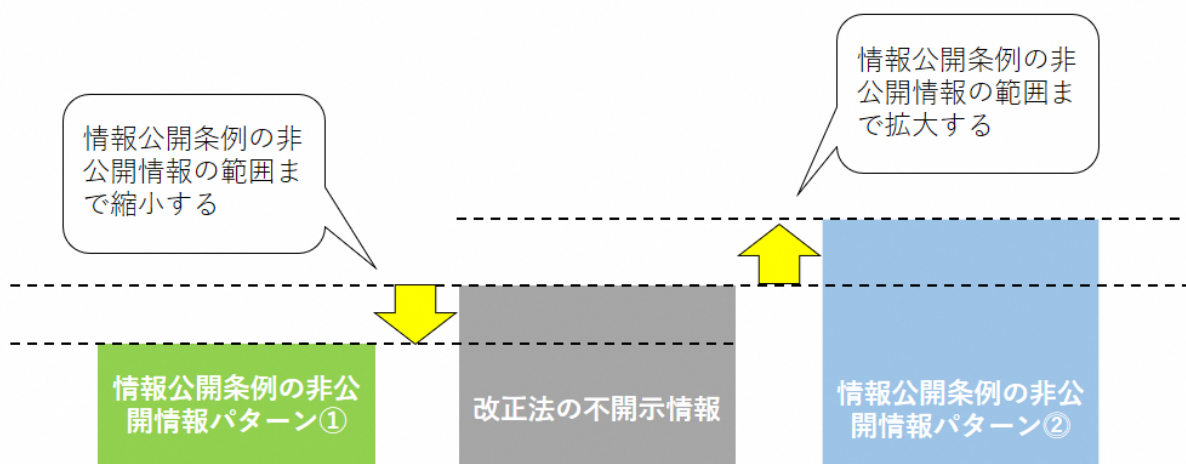 情報公開条例の非
公開情報の範囲ま
で拡大する
情報公開条例の非
公開情報の範囲ま
で縮小する
情報公開条例の非公
開情報パターン①
改正法の不開示情報
情報公開条例の非公
開情報パターン②